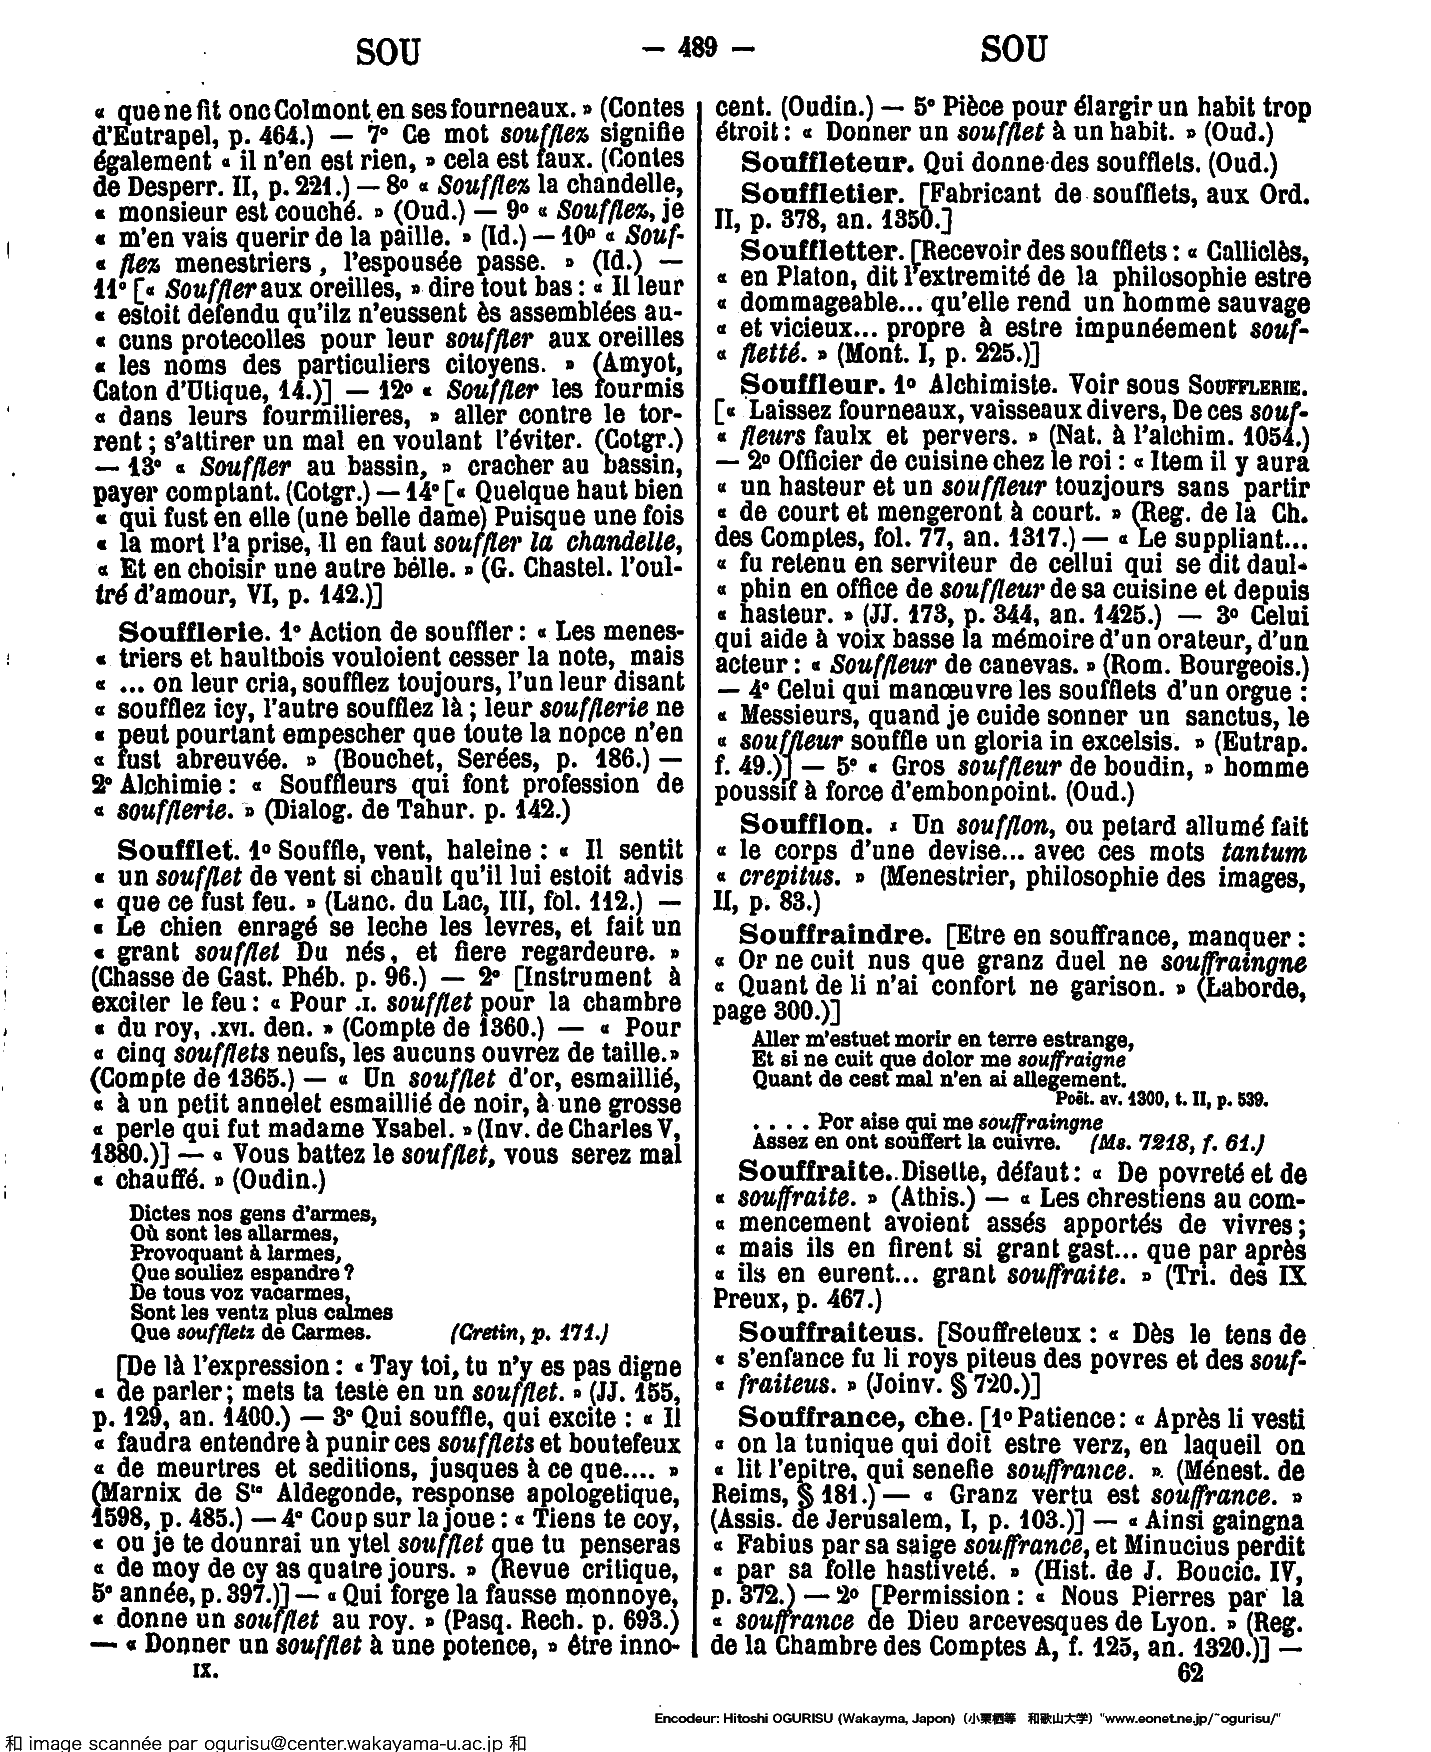 SOU — 489 — SOU
« que ne fit onc Colmont en ses fourneaux. » (Contes
d'Eutrapel, p. 464.) — 7° Ce mot soufflez signifie
également « il n'en est rien, » cela est faux. (Contes
de Desperr. II, p. 221.) — 8° « Soufflez la chandelle,
« monsieur est couché. » (Oud.) — 9° « Soufflez, je
« m'en vais querir de la paille. » (Id.) — 10° « Souf-
« flez menestriers, l'espousée passe. » (Id.) —
11° [« Souffler aux oreilles, » dire tout bas : « Il leur
« estoit defendu qu'ilz n'eussent ès assemblées au-
« cuns protecolles pour leur souffler aux oreilles
« les noms des particuliers citoyens. » (Amyot,
Caton d'Utique, 14.)] — 12° « Souffler les fourmis
« dans leurs fourmilieres, » aller contre le tor-
rent ; s'attirer un mal en voulant l'éviter. (Cotgr.)
— 13° « Souffler au bassin, » cracher au bassin,
payer comptant. (Cotgr.) — 14° [« Quelque haut bien
« qui fust en elle (une belle dame) Puisque une fois
« la mort l'a prise, Il en faut souffler la chandelle,
« Et en choisir une autre belle. » (G. Chastel. l'oul-
tré d'amour, VI, p. 142.)]
Soufflerie. 1° Action de souffler : « Les menes-
« triers et haultbois vouloient cesser la note, mais
« ... on leur cria, soufflez toujours, l'un leur disant
« soufflez icy, l'autre soufflez là ; leur soufflerie ne
« peut pourtant empescher que toute la nopce n'en
« fust abreuvée. » (Bouchet, Serées, p. 186.) —
2° Alchimie : « Souffleurs qui font profession de
« soufflerie. » (Dialog. de Tahur. p. 142.)
Soufflet. 1° Souffle, vent, haleine : « Il sentit
« un soufflet de vent si chault qu'il lui estoit advis
« que ce fust feu. » (Lanc. du Lac, III, fol. 112.) —
« Le chien enragé se leche les levres, et fait un
« grant soufflet Du nés, et fiere regardeure. »
(Chasse de Gast. Phéb. p. 96.) — 2° [Instrument à
exciter le feu : « Pour .I. soufflet pour la chambre
« du roy, .XVI. den. » (Compte de 1360.) — « Pour
« cinq soufflets neufs, les aucuns ouvrez de taille. »
(Compte de 1365.) — « Un soufflet d'or, esmaillié,
« à un petit annelet esmaillié de noir, à une grosse
« perle qui fut madame Ysabel. » (Inv. de Charles V,
1380.)] — « Vous battez le soufflet, vous serez mal
« chauffé. » (Oudin.)
Dictes nos gens d'armes,
Où sont les allarmes,
Provoquant à larmes,
Que souliez espandre ?
De tous voz vacarmes,
Sont les ventz plus calmes
Que souffletz de Carmes. (Cretin, p. 171.)
[De là l'expression : « Tay toi, tu n'y es pas digne
« de parler ; mets ta teste en un soufflet. » (JJ. 155,
p. 129, an. 1400.) — 3° Qui souffle, qui excite : « Il
« faudra entendre à punir ces soufflets et boutefeux
« de meurtres et seditions, jusques à ce que.... »
(Marnix de Ste Aldegonde, response apologetique,
1598, p. 485.) — 4° Coup sur la joue : « Tiens te coy,
« ou je te dounrai un ytel soufflet que tu penseras
« de moy de cy as quatre jours. » (Revue critique,
5° année, p. 397.)] — « Qui forge la fausse monnoye,
« donne un soufflet au roy. » (Pasq. Rech. p. 693.)
— « Donner un soufflet à une potence, » être inno-
IX.
cent. (Oudin.) — 5° Pièce pour élargir un habit trop
étroit : « Donner un soufflet à un habit. » (Oud.)
Souffleteur. Qui donne des soufflets. (Oud.)
Souffletier. [Fabricant de soufflets, aux Ord.
II, p. 378, an. 1350.]
Souffletter. [Recevoir des soufflets : « Calliclès,
« en Platon, dit l'extremité de la philosophie estre
« dommageable... qu'elle rend un homme sauvage
« et vicieux... propre à estre impunéement souf-
« fletté. » (Mont. I, p. 225.)]
Souffleur. 1° Alchimiste. Voir sous SOUFFLERIE.
[« Laissez fourneaux, vaisseaux divers, De ces souf-
« fleurs faulx et pervers. » (Nat. à l'alchim. 1054.)
— 2° Officier de cuisine chez le roi : « Item il y aura
« un hasteur et un souffleur touzjours sans partir
« de court et mengeront à court. » (Reg. de la Ch.
des Comptes, fol. 77, an. 1317.) — « Le suppliant...
« fu retenu en serviteur de cellui qui se dit daul-
« phin en office de souffleur de sa cuisine et depuis
« hasteur. » (JJ. 173, p. 344, an. 1425.) — 3° Celui
qui aide à voix basse la mémoire d'un orateur, d'un
acteur : « Souffleur de canevas. » (Rom. Bourgeois.)
— 4° Celui qui manœuvre les soufflets d'un orgue :
« Messieurs, quand je cuide sonner un sanctus, le
« souffleur souffle un gloria in excelsis. » (Eutrap.
f. 49.)] — 5° « Gros souffleur de boudin, » homme
poussif à force d'embonpoint. (Oud.)
Soufflon. « Un soufflon, ou petard allumé fait
« le corps d'une devise... avec ces mots tantum
« crepitus. » (Menestrier, philosophie des images,
II, p. 83.)
Souffraindre. [Etre en souffrance, manquer :
« Or ne cuit nus que granz duel ne souffraingne
« Quant de li n'ai confort ne garison. » (Laborde,
page 300.)]
Aller m'estuet morir en terre estrange,
Et si ne cuit que dolor me souffraigne
Quant de cest mal n'en ai allegement.
Poët. av. 1300, t. II, p. 539.
. . . . Por aise qui me souffraingne
Assez en ont souffert la cuivre. (Ms. 7218, f. 61.)
Souffraite. Disette, défaut : « De povreté et de
« souffraite. » (Athis.) — « Les chrestiens au com-
« mencement avoient assés apportés de vivres ;
« mais ils en firent si grant gast... que par après
« ils en eurent... grant souffraite. » (Tri. des IX
Preux, p. 467.)
Souffraiteus. [Souffreteux : « Dès le tens de
« s'enfance fu li roys piteus des povres et des souf-
« fraiteus. » (Joinv. § 720.)]
Souffrance, che. [1° Patience : « Après li vesti
« on la tunique qui doit estre verz, en laqueil on
« lit l'epitre, qui senefie souffrance. » (Ménest. de
Reims, § 181.) — « Granz vertu est souffrance. »
(Assis. de Jerusalem, I, p. 103.)] — « Ainsi gaingna
« Fabius par sa saige souffrance, et Minucius perdit
« par sa folle hastiveté. » (Hist. de J. Boucic. IV,
p. 372.) — 2° [Permission : « Nous Pierres par la
« souffrance de Dieu arcevesques de Lyon. » (Reg.
de la Chambre des Comptes A, f. 125, an. 1320.)] —
62
Encodeur: Hitoshi OGURISU (Wakayma, Japon) (小栗栖等 和歌山大学) "www.eonet.ne.jp/~ogurisu/"
和 image scannée par ogurisu@center.wakayama-u.ac.jp 和